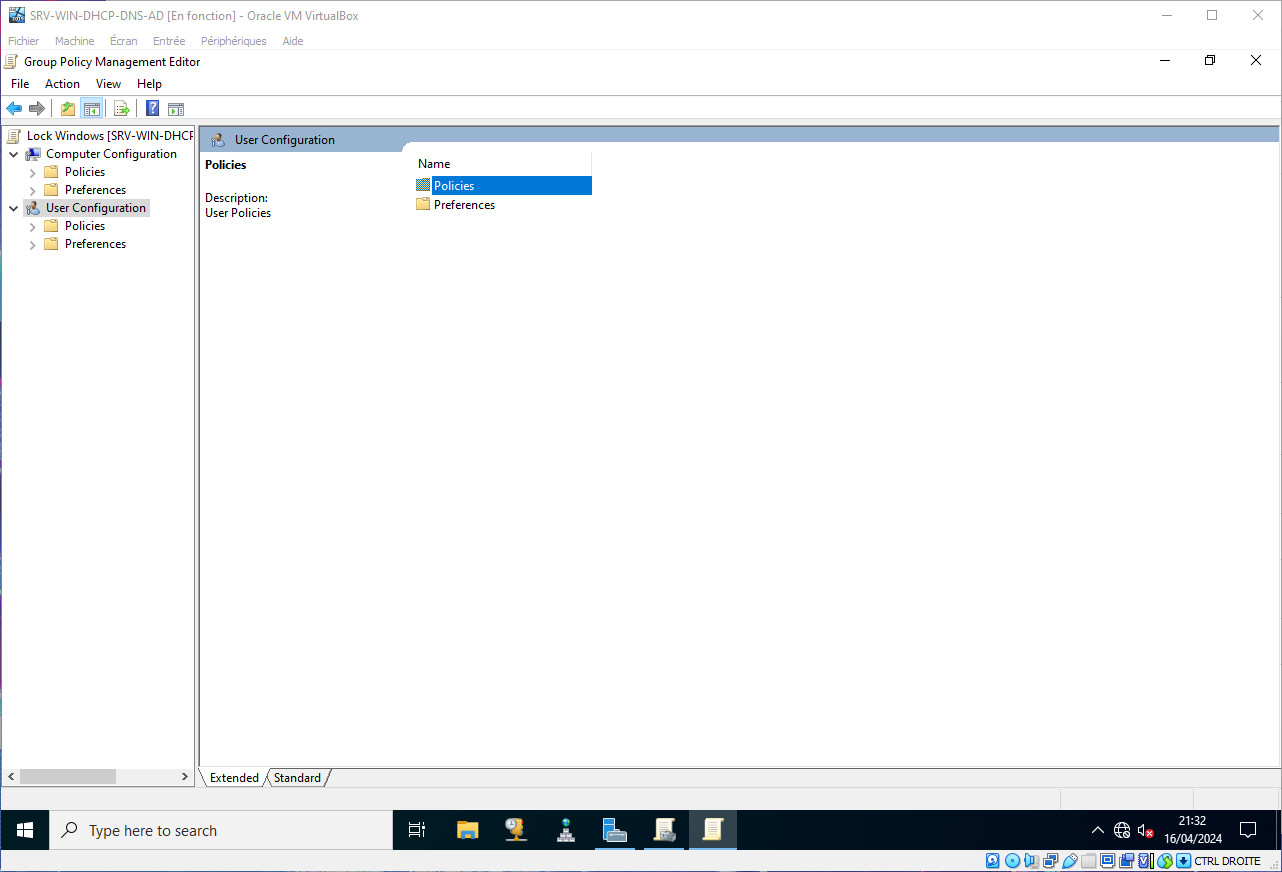 SRV-WIN-DHCP-DNS-AD [En fonction] - Oracle VM VirtualBox
Fichier Machine Écran Entrée Périphériques Aide
Group Policy Management Editor
File Action View Help
Lock Windows [SRV-WIN-DHCP
Computer Configuration
Policies
Preferences
User Configuration
Policies
Preferences
User Configuration
Policies
Description:
User Policies
Name
Policies
Preferences
Extended Standard
Type here to search
21:32
16/04/2024
CTRL DROITE